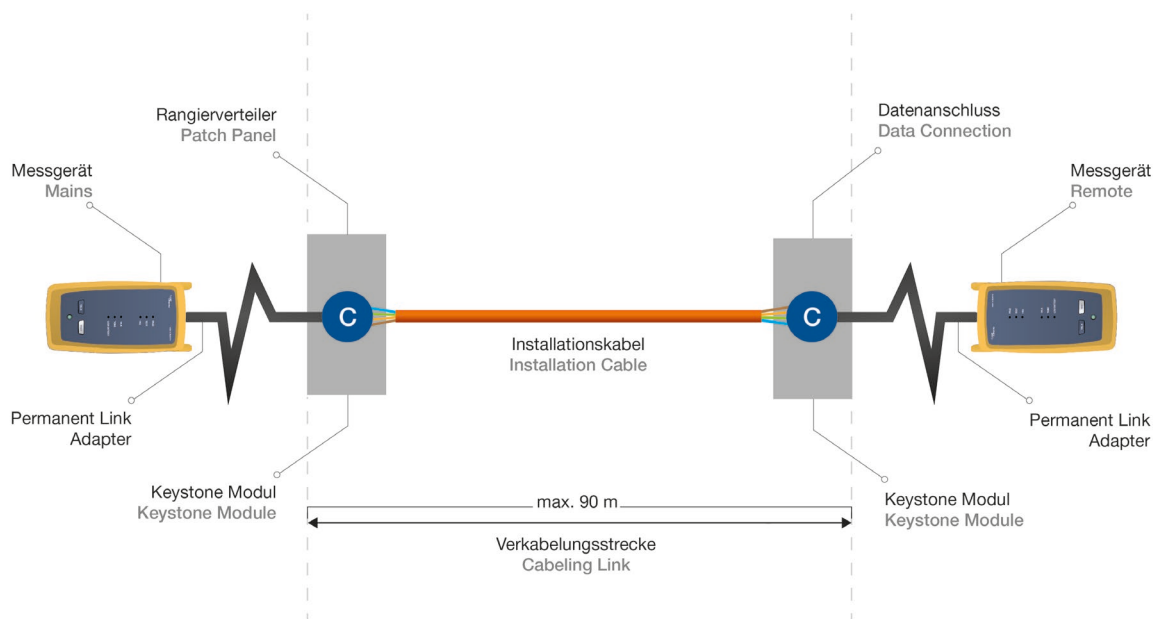 Rangierverteiler
Patch Panel
Datenanschluss
Data Connection
Messgerät
Mains
Messgerät
Remote
C
C
Installationskabel
Installation Cable
Permanent Link
Adapter
Permanent Link
Adapter
Keystone Modul
Keystone Module
max. 90 m
Keystone Modul
Keystone Module
Verkabelungsstrecke
Cabeling Link